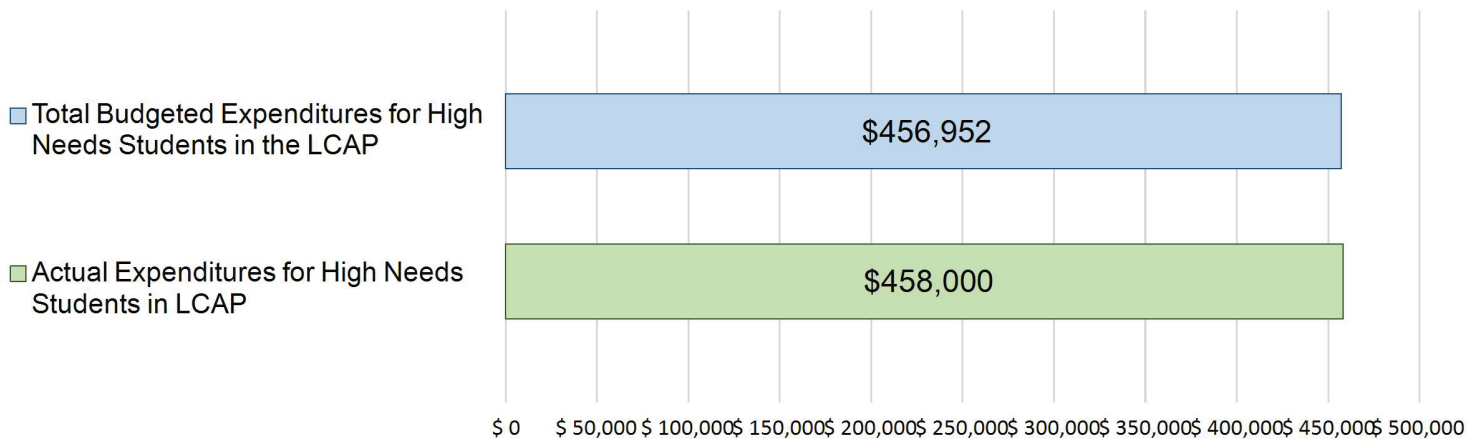 Total Budgeted Expenditures for High
Needs Students in the LCAP
$456,952
Actual Expenditures for High Needs
Students in LCAP
$458,000
$ 0 $ 50,000 $ 100,000 $ 150,000 $ 200,000 $ 250,000 $ 300,000 $ 350,000 $ 400,000 $ 450,000 $ 500,000